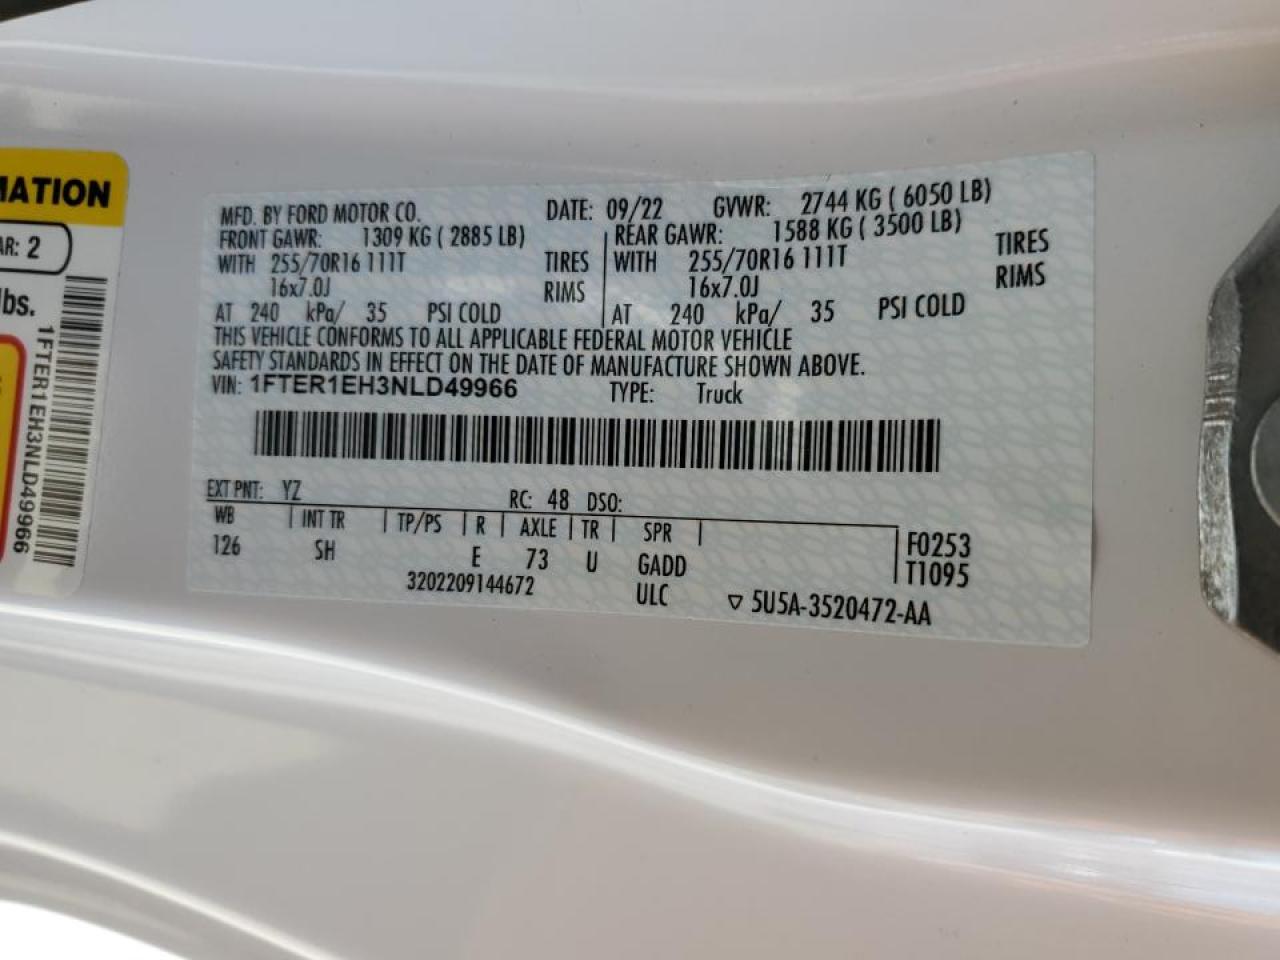 MATION
AR: 2
lbs.
1FTER1EH3NLD49966
MFD. BY FORD MOTOR CO. DATE: 09/22 GVWR: 2744 KG ( 6050 LB)
FRONT GAWR: 1309 KG ( 2885 LB) REAR GAWR: 1588 KG ( 3500 LB)
WITH 255/70R16 111T TIRES WITH 255/70R16 111T TIRES
16x7.0J RIMS 16x7.0J RIMS
AT 240 kPa/ 35 PSI COLD AT 240 kPa/ 35 PSI COLD
THIS VEHICLE CONFORMS TO ALL APPLICABLE FEDERAL MOTOR VEHICLE
SAFETY STANDARDS IN EFFECT ON THE DATE OF MANUFACTURE SHOWN ABOVE.
VIN: 1FTER1EH3NLD49966 TYPE: Truck
EXT PNT: YZ RC: 48 DSO:
WB INT TR TP/PS R AXLE TR SPR F0253
126 SH E 73 U GADD T1095
3202209144672 ULC ▽ 5U5A-3520472-AA